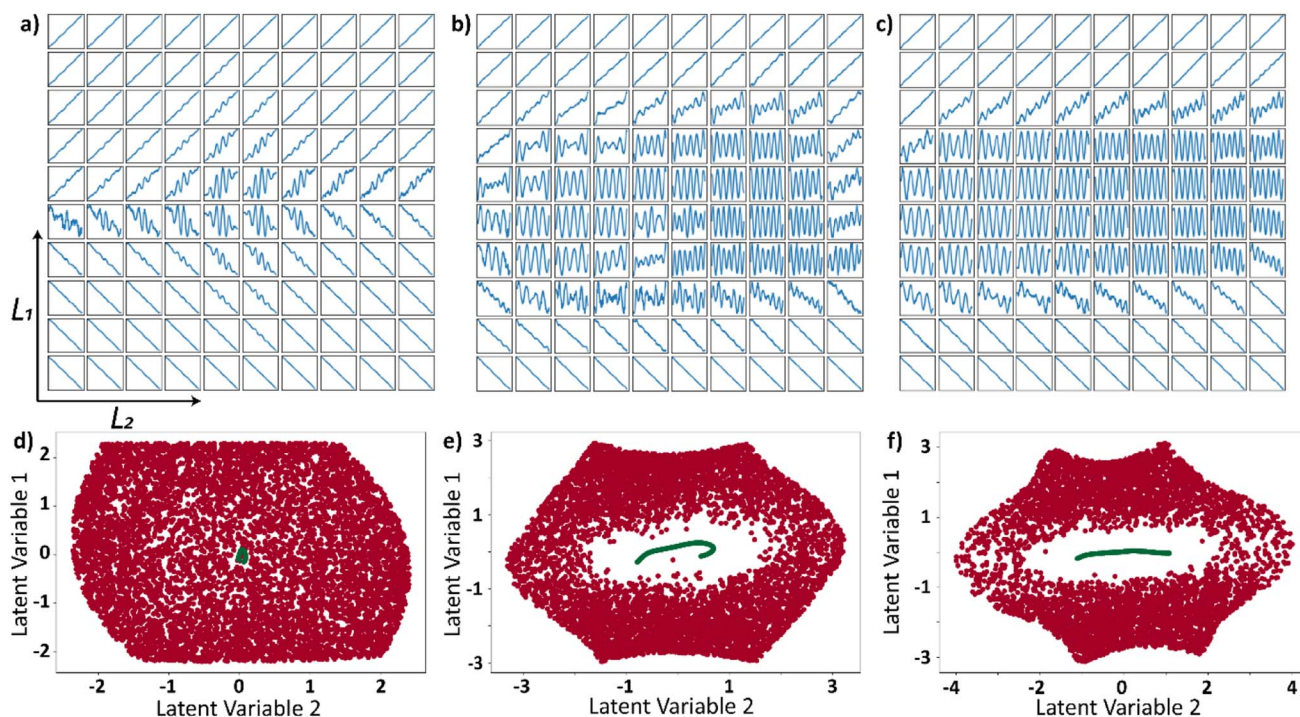 a)
b)
c)
L1
L2
d)
2
1
0
-1
-2
-2
-1
0
1
2
Latent Variable 1
Latent Variable 2
e)
3
1
-1
-3
-3
-1
1
3
Latent Variable 1
Latent Variable 2
f)
3
1
-1
-3
-4
-2
0
2
4
Latent Variable 1
Latent Variable 2